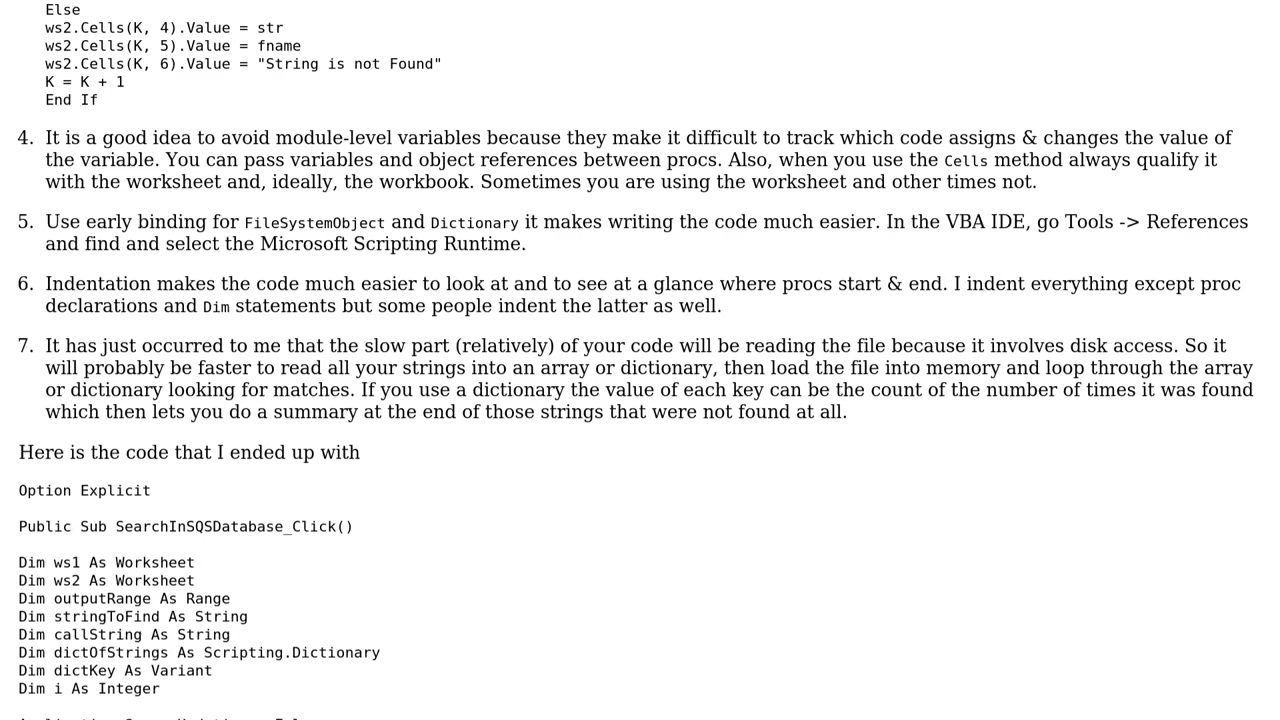 Else
ws2.Cells(K, 4).Value = str
ws2.Cells(K, 5).Value = fname
ws2.Cells(K, 6).Value = "String is not Found"
K = K + 1
End If
4. It is a good idea to avoid module-level variables because they make it difficult to track which code assigns & changes the value of
the variable. You can pass variables and object references between procs. Also, when you use the Cells method always qualify it
with the worksheet and, ideally, the workbook. Sometimes you are using the worksheet and other times not.
5. Use early binding for FileSystemObject and Dictionary it makes writing the code much easier. In the VBA IDE, go Tools -> References
and find and select the Microsoft Scripting Runtime.
6. Indentation makes the code much easier to look at and to see at a glance where procs start & end. I indent everything except proc
declarations and Dim statements but some people indent the latter as well.
7. It has just occurred to me that the slow part (relatively) of your code will be reading the file because it involves disk access. So it
will probably be faster to read all your strings into an array or dictionary, then load the file into memory and loop through the array
or dictionary looking for matches. If you use a dictionary the value of each key can be the count of the number of times it was found
which then lets you do a summary at the end of those strings that were not found at all.
Here is the code that I ended up with
Option Explicit
Public Sub SearchInSQSDatabase_Click()
Dim ws1 As Worksheet
Dim ws2 As Worksheet
Dim outputRange As Range
Dim stringToFind As String
Dim callString As String
Dim dictOfStrings As Scripting.Dictionary
Dim dictKey As Variant
Dim i As Integer